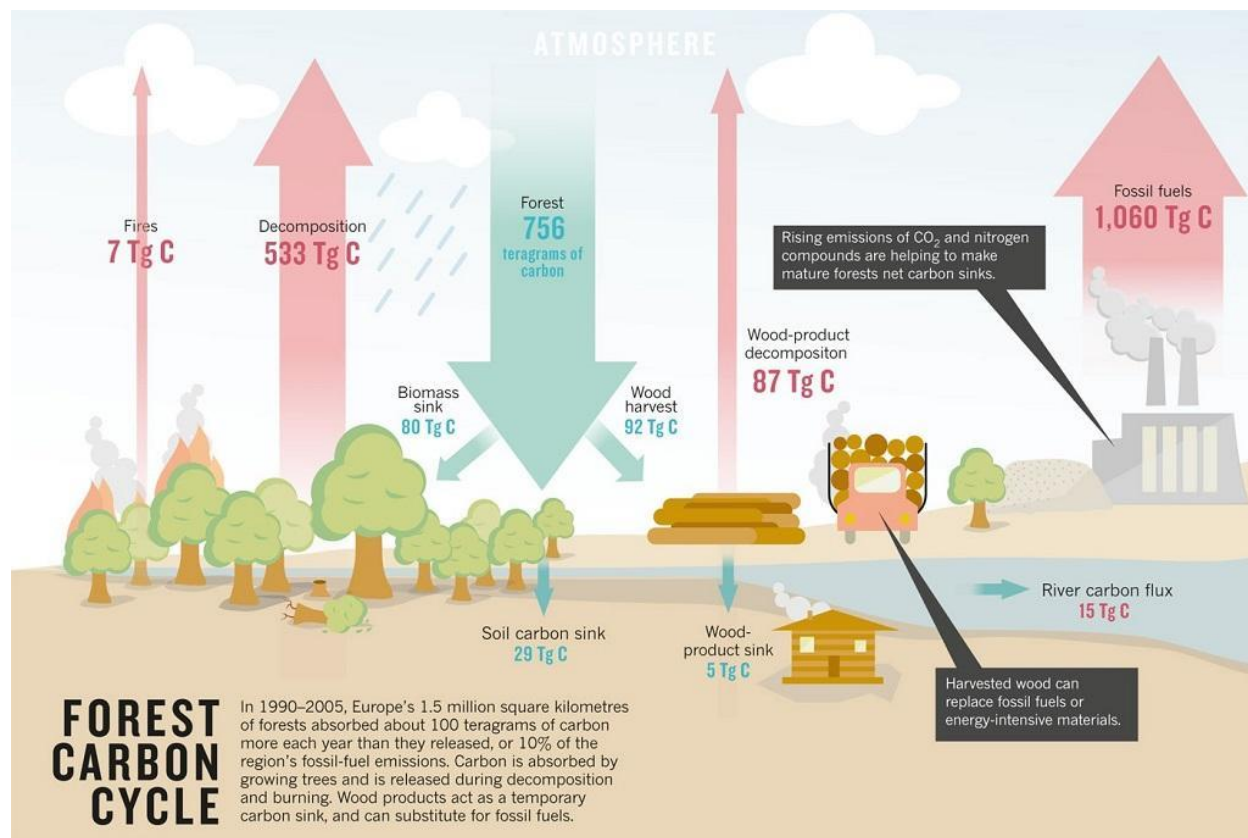 ATMOSPHERE
Fires
7 Tg C
Decomposition
533 Tg C
Forest
756
teragrams of
carbon
Fossil fuels
1,060 Tg C
Rising emissions of CO₂ and nitrogen
compounds are helping to make
mature forests net carbon sinks.
Wood-product
decompositon
87 Tg C
Biomass
sink
80 Tg C
Wood
harvest
92 Tg C
River carbon flux
15 Tg C
Soil carbon sink
29 Tg C
Wood-
product sink
5 Tg C
Harvested wood can
replace fossil fuels or
energy-intensive materials.
FOREST
CARBON
CYCLE
In 1990–2005, Europe's 1.5 million square kilometres
of forests absorbed about 100 teragrams of carbon
more each year than they released, or 10% of the
region's fossil-fuel emissions. Carbon is absorbed by
growing trees and is released during decomposition
and burning. Wood products act as a temporary
carbon sink, and can substitute for fossil fuels.